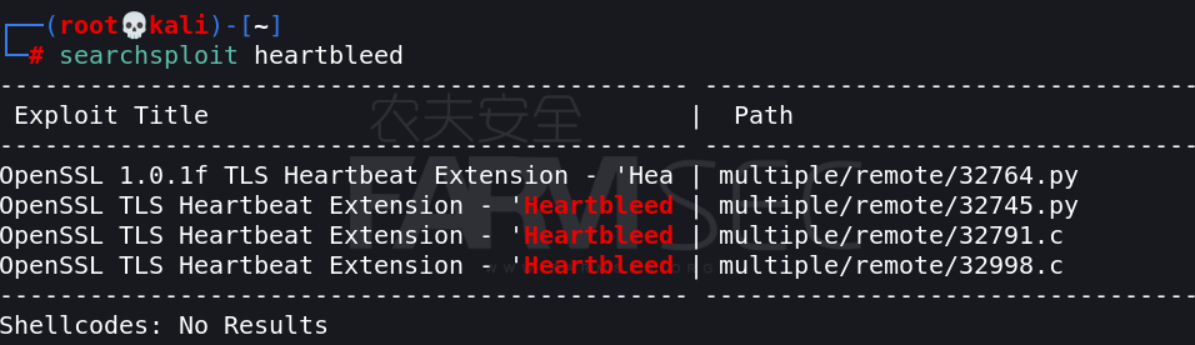 ┌──(root💀kali)-[~]
└─# searchsploit heartbleed
---------------------------------------------- ---------------------------------
 Exploit Title                                |  Path
---------------------------------------------- ---------------------------------
OpenSSL 1.0.1f TLS Heartbeat Extension - 'Hea | multiple/remote/32764.py
OpenSSL TLS Heartbeat Extension - 'Heartbleed | multiple/remote/32745.py
OpenSSL TLS Heartbeat Extension - 'Heartbleed | multiple/remote/32791.c
OpenSSL TLS Heartbeat Extension - 'Heartbleed | multiple/remote/32998.c
---------------------------------------------- ---------------------------------
Shellcodes: No Results
农夫安全
FARMSEC